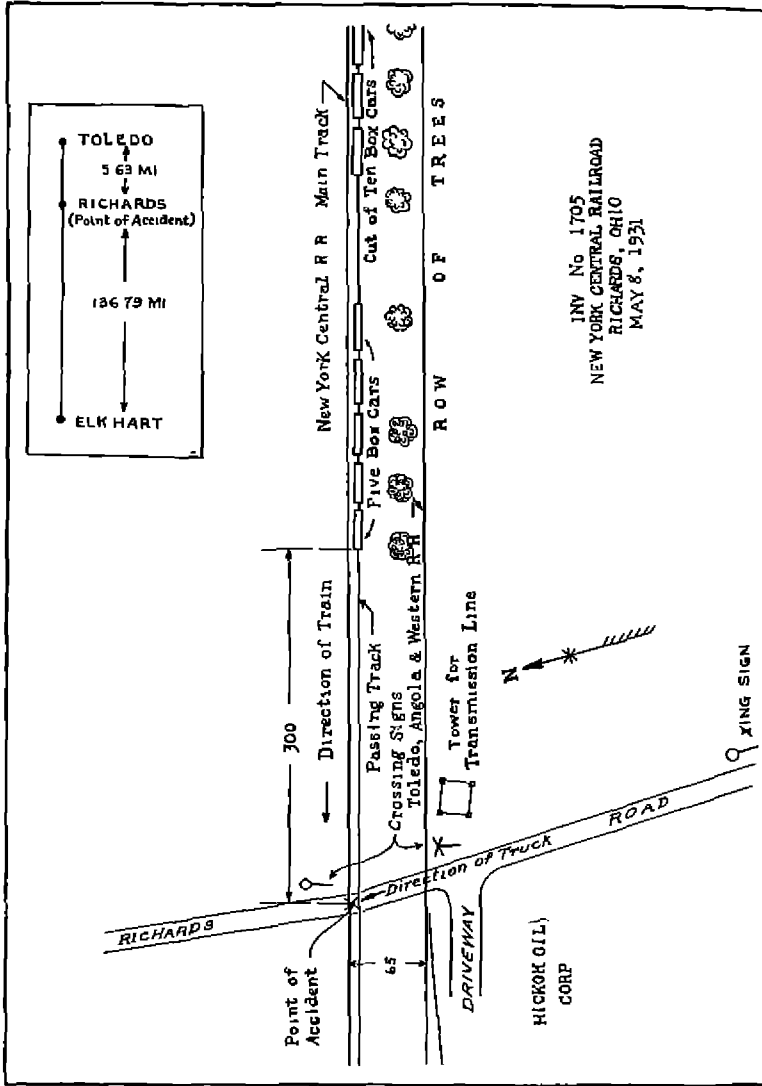 TOLEDO
5 63 MI
RICHARDS
(Point of Accident)
136 79 MI
ELKHART
New York Central R R Main Track
Cut of Ten Box Cars
Five Box Cars
ROW OF TREES
300
Direction of Train
Passing Track
Crossing Signs
Toledo, Angola & Western R R
Tower for
Transmission Line
N
XING SIGN
RICHARDS ROAD
Direction of Truck
Point of
Accident
65
DRIVEWAY
HICKOK OIL
CORP
INV No 1705
NEW YORK CENTRAL RAILROAD
RICHARDS, OHIO
MAY 8, 1931